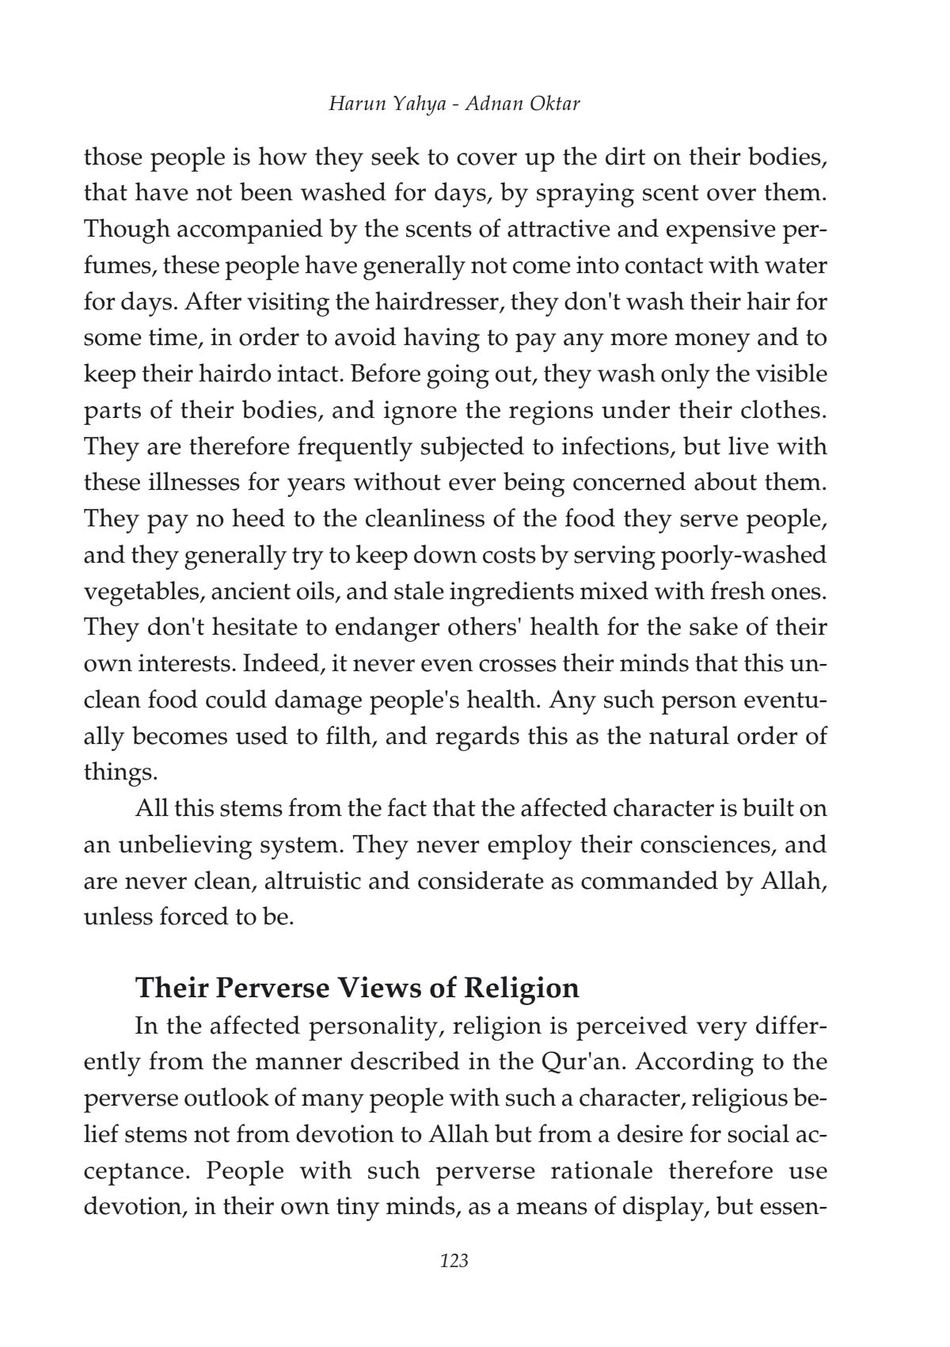 Harun Yahya - Adnan Oktar
those people is how they seek to cover up the dirt on their bodies,
that have not been washed for days, by spraying scent over them.
Though accompanied by the scents of attractive and expensive per-
fumes, these people have generally not come into contact with water
for days. After visiting the hairdresser, they don't wash their hair for
some time, in order to avoid having to pay any more money and to
keep their hairdo intact. Before going out, they wash only the visible
parts of their bodies, and ignore the regions under their clothes.
They are therefore frequently subjected to infections, but live with
these illnesses for years without ever being concerned about them.
They pay no heed to the cleanliness of the food they serve people,
and they generally try to keep down costs by serving poorly-washed
vegetables, ancient oils, and stale ingredients mixed with fresh ones.
They don't hesitate to endanger others' health for the sake of their
own interests. Indeed, it never even crosses their minds that this un-
clean food could damage people's health. Any such person eventu-
ally becomes used to filth, and regards this as the natural order of
things.
All this stems from the fact that the affected character is built on
an unbelieving system. They never employ their consciences, and
are never clean, altruistic and considerate as commanded by Allah,
unless forced to be.
Their Perverse Views of Religion
In the affected personality, religion is perceived very differ-
ently from the manner described in the Qur'an. According to the
perverse outlook of many people with such a character, religious be-
lief stems not from devotion to Allah but from a desire for social ac-
ceptance. People with such perverse rationale therefore use
devotion, in their own tiny minds, as a means of display, but essen-
123